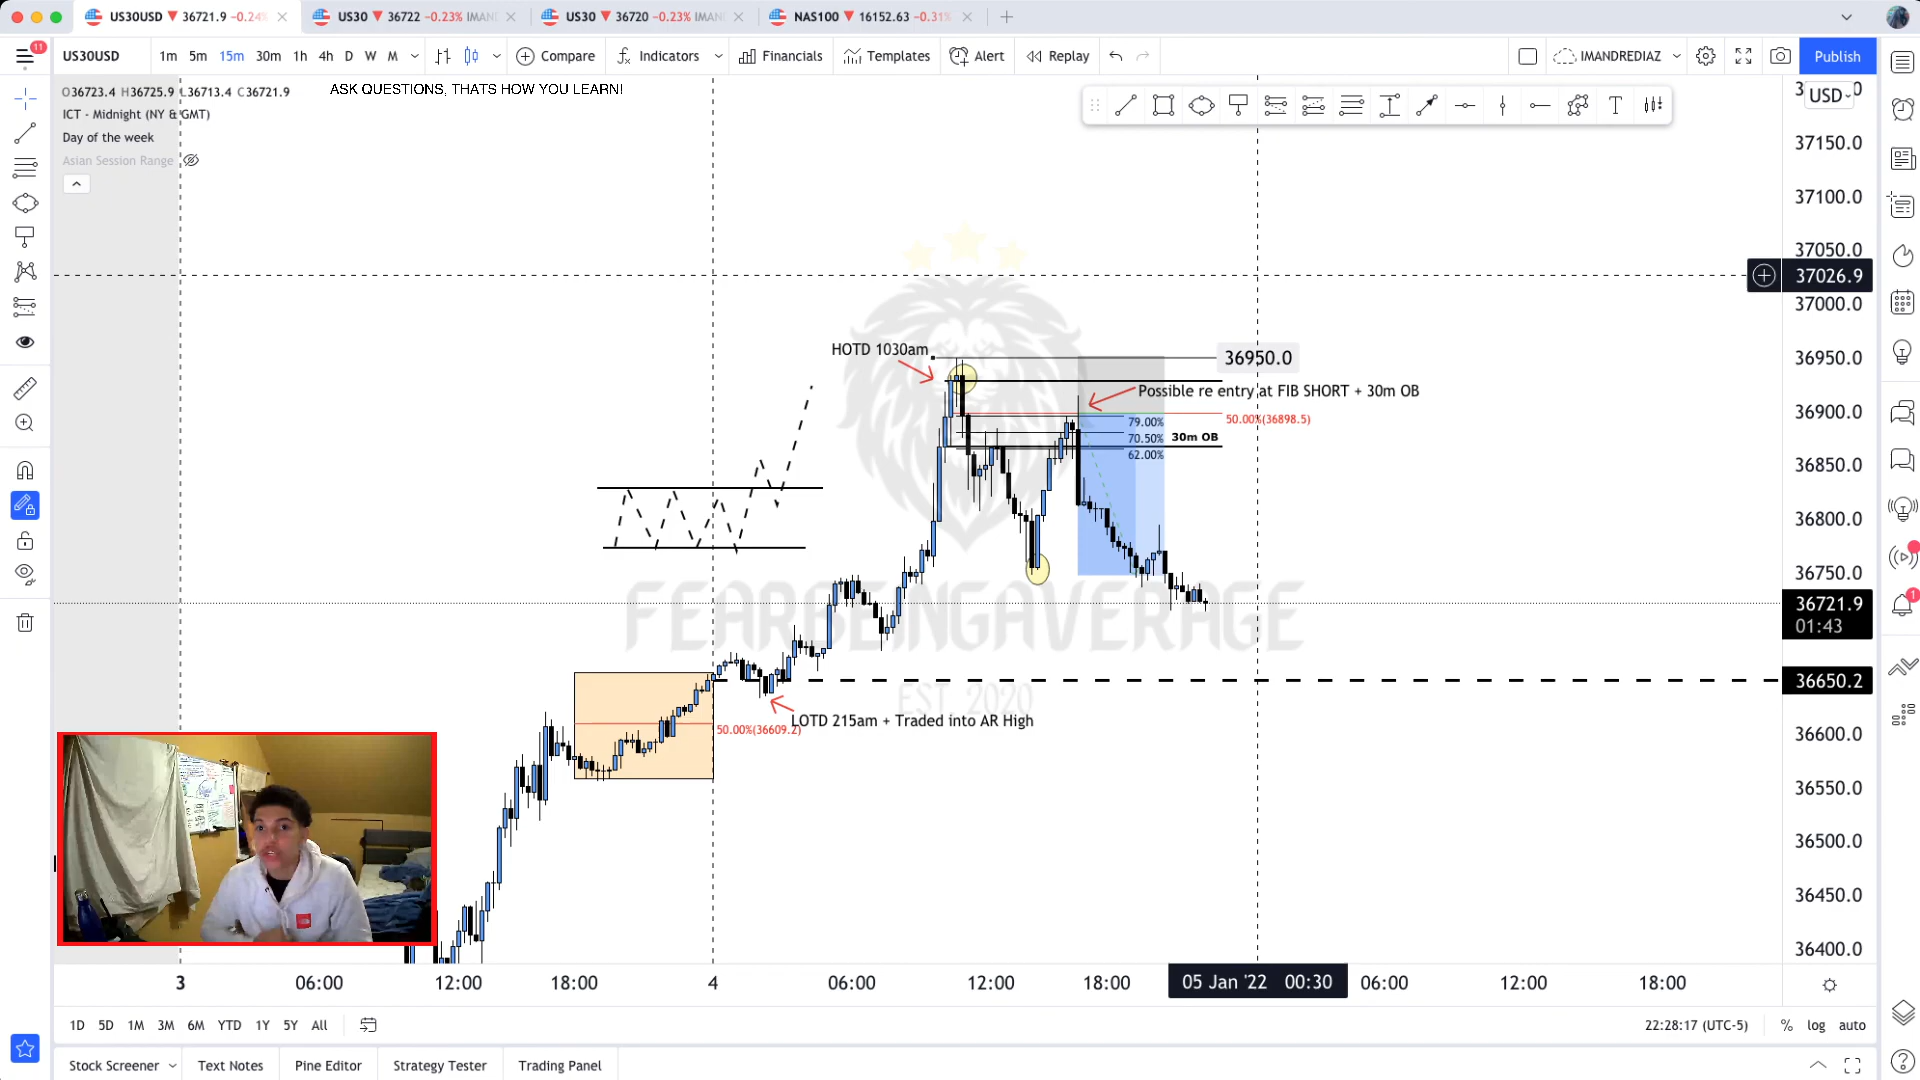 US30USD 36721.9 -0.24%
US30 36722 -0.23% IMAN
US30 36720 -0.23% IMAN
NAS100 16152.63 -0.31%
11
US30USD 1m 5m 15m 30m 1h 4h D W M Compare Indicators Financials Templates Alert Replay IMANDREDIAZ Publish
O36723.4 H36725.9 L36713.4 C36721.9
ASK QUESTIONS, THATS HOW YOU LEARN!
ICT - Midnight (NY & GMT)
Day of the week
Asian Session Range
USD
37150.0
37100.0
37050.0
37026.9
37000.0
HOTD 1030am
36950.0
36950.0
Possible re entry at FIB SHORT + 30m OB
36900.0
50.00%(36898.5)
79.00%
70.50%
30m OB
62.00%
36850.0
36800.0
36750.0
36721.9
01:43
1
FEARBEINGAVERAGE
EST. 2020
36650.2
LOTD 215am + Traded into AR High
50.00%(36609.2)
36600.0
36550.0
36500.0
36450.0
36400.0
3 06:00 12:00 18:00 4 06:00 12:00 18:00 05 Jan '22 00:30 06:00 12:00 18:00
1D 5D 1M 3M 6M YTD 1Y 5Y All
22:28:17 (UTC-5) % log auto
Stock Screener Text Notes Pine Editor Strategy Tester Trading Panel